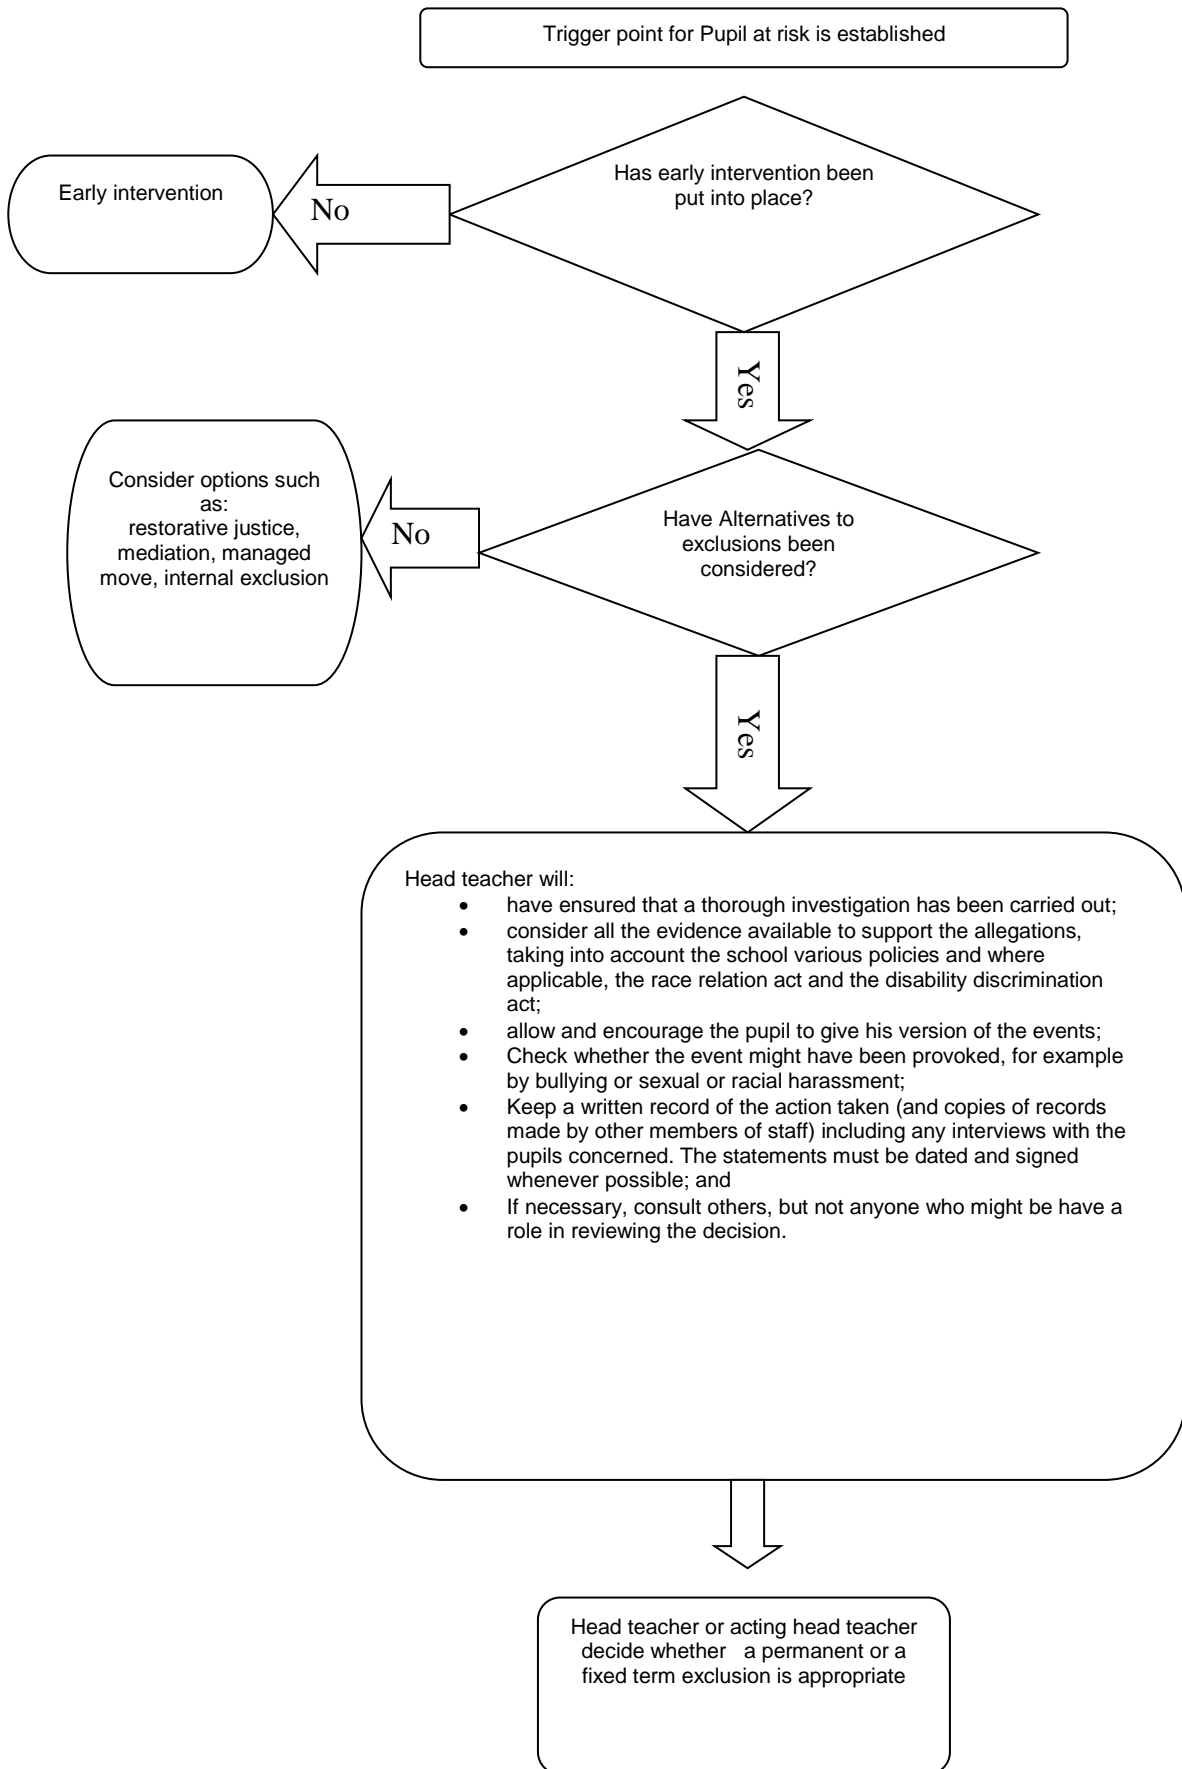 Trigger point for Pupil at risk is established
Has early intervention been
put into place?
Early intervention
No
Yes
Consider options such
as:
restorative justice,
mediation, managed
move, internal exclusion
No
Have Alternatives to
exclusions been
considered?
Yes
Head teacher will:
• have ensured that a thorough investigation has been carried out;
• consider all the evidence available to support the allegations,
taking into account the school various policies and where
applicable, the race relation act and the disability discrimination
act;
• allow and encourage the pupil to give his version of the events;
• Check whether the event might have been provoked, for example
by bullying or sexual or racial harassment;
• Keep a written record of the action taken (and copies of records
made by other members of staff) including any interviews with the
pupils concerned. The statements must be dated and signed
whenever possible; and
• If necessary, consult others, but not anyone who might be have a
role in reviewing the decision.
Head teacher or acting head teacher
decide whether a permanent or a
fixed term exclusion is appropriate